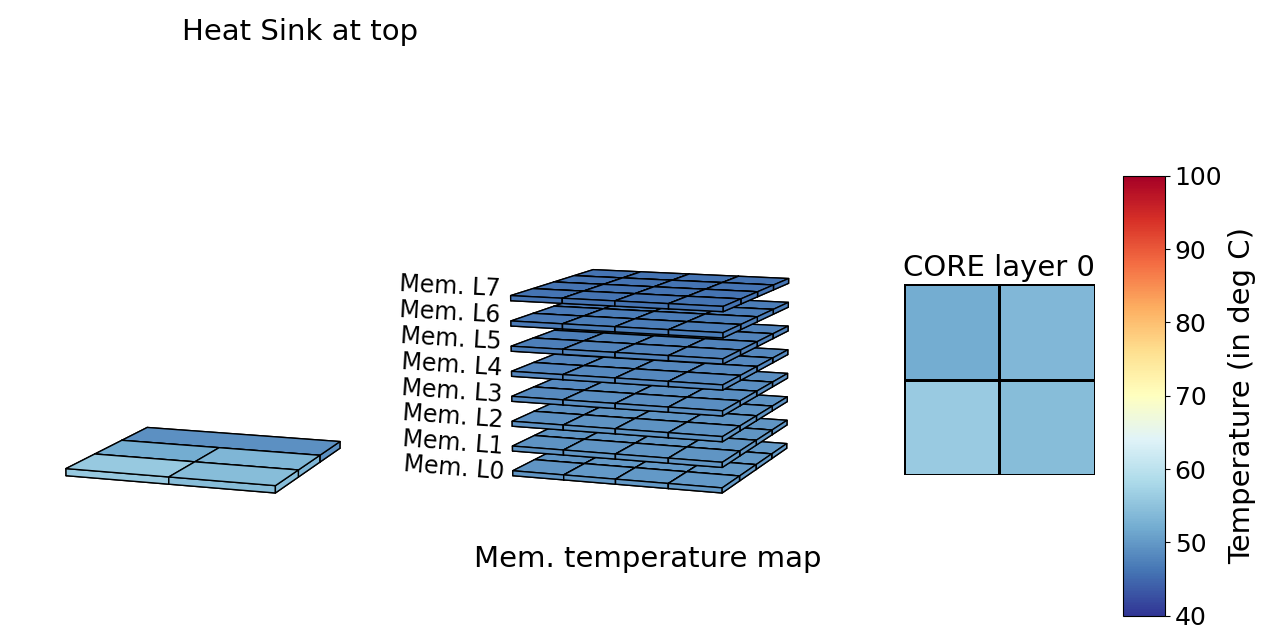 Heat Sink at top
Mem. L7
Mem. L6
Mem. L5
Mem. L4
Mem. L3
Mem. L2
Mem. L1
Mem. L0
Mem. temperature map
CORE layer 0
100
90
80
70
60
50
40
Temperature (in deg C)